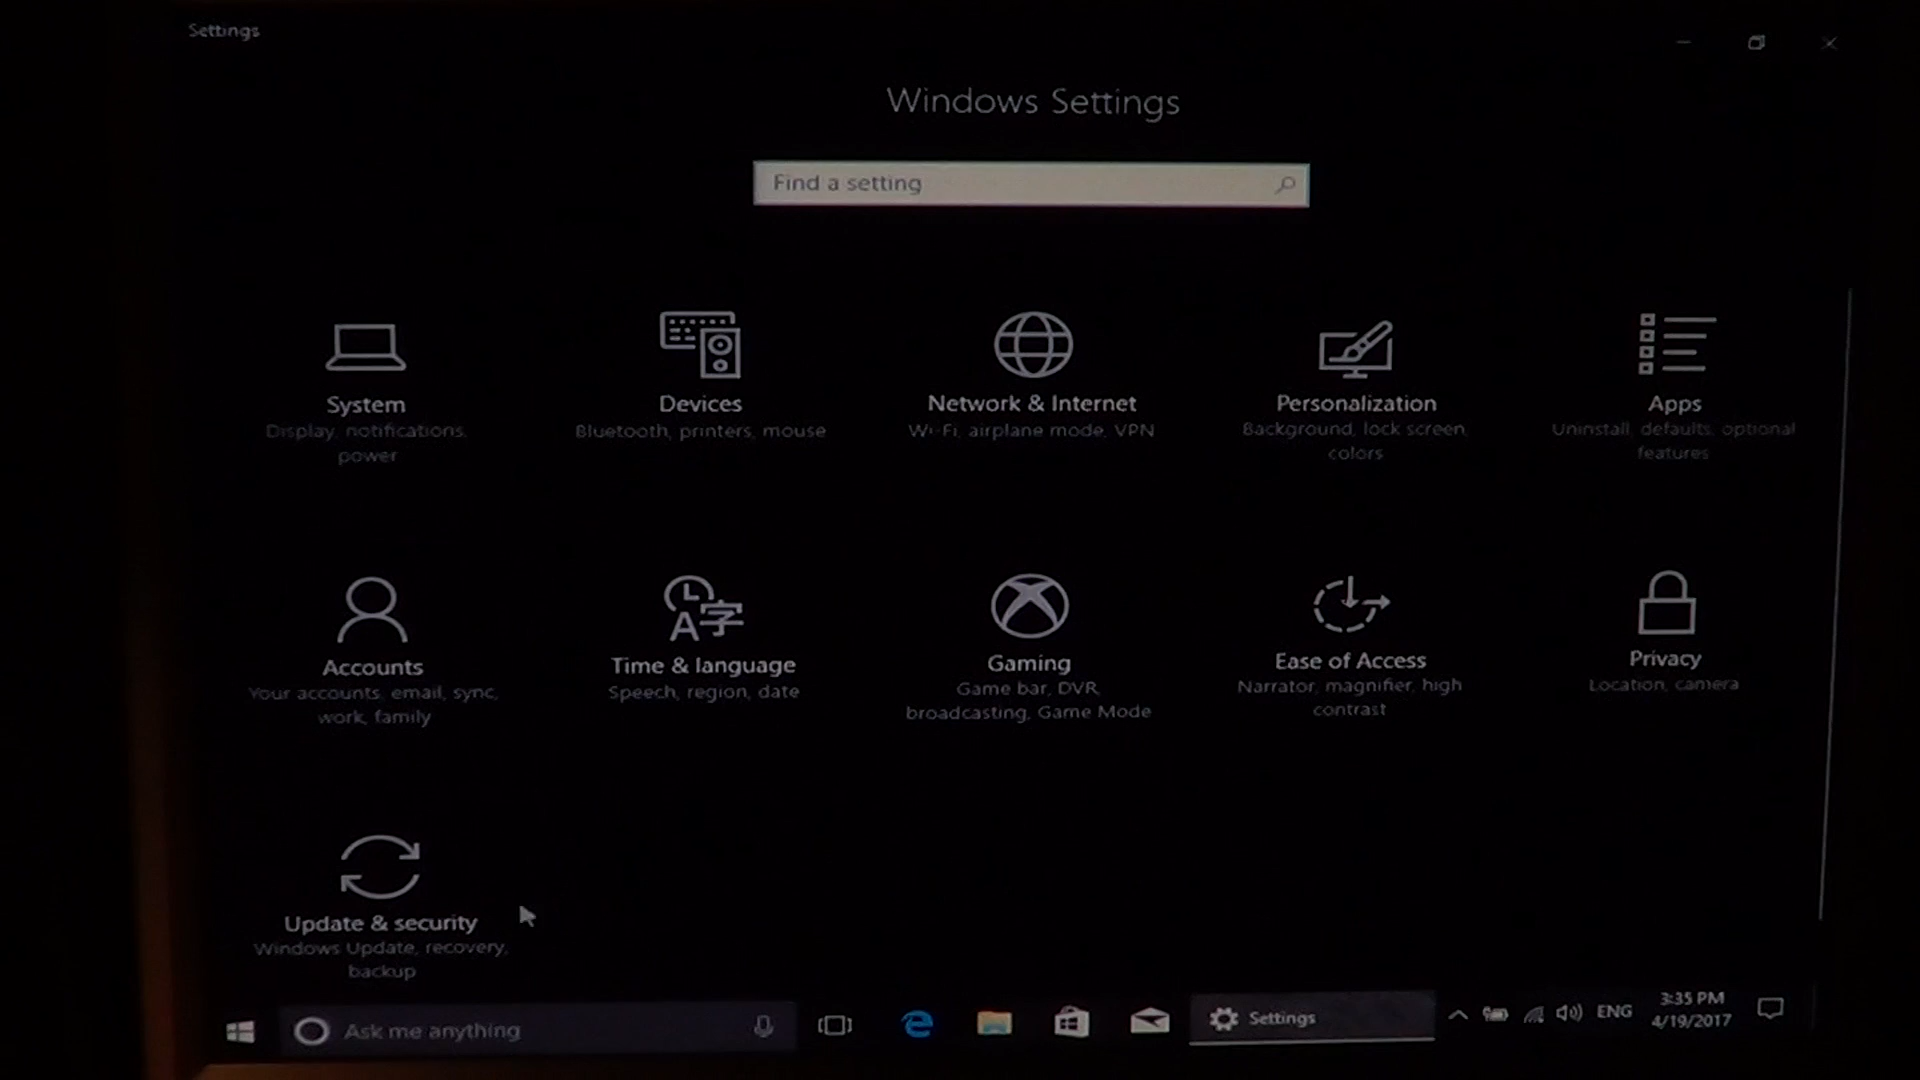 Settings
Windows Settings
Find a setting
System
Display, notifications,
power
Devices
Bluetooth, printers, mouse
Network & Internet
Wi-Fi, airplane mode, VPN
Personalization
Background, lock screen,
colors
Apps
Uninstall, defaults, optional
features
Accounts
Your accounts, email, sync,
work, family
Time & language
Speech, region, date
Gaming
Game bar, DVR,
broadcasting, Game Mode
Ease of Access
Narrator, magnifier, high
contrast
Privacy
Location, camera
Update & security
Windows Update, recovery,
backup
Ask me anything
Settings
ENG
3:35 PM
4/19/2017